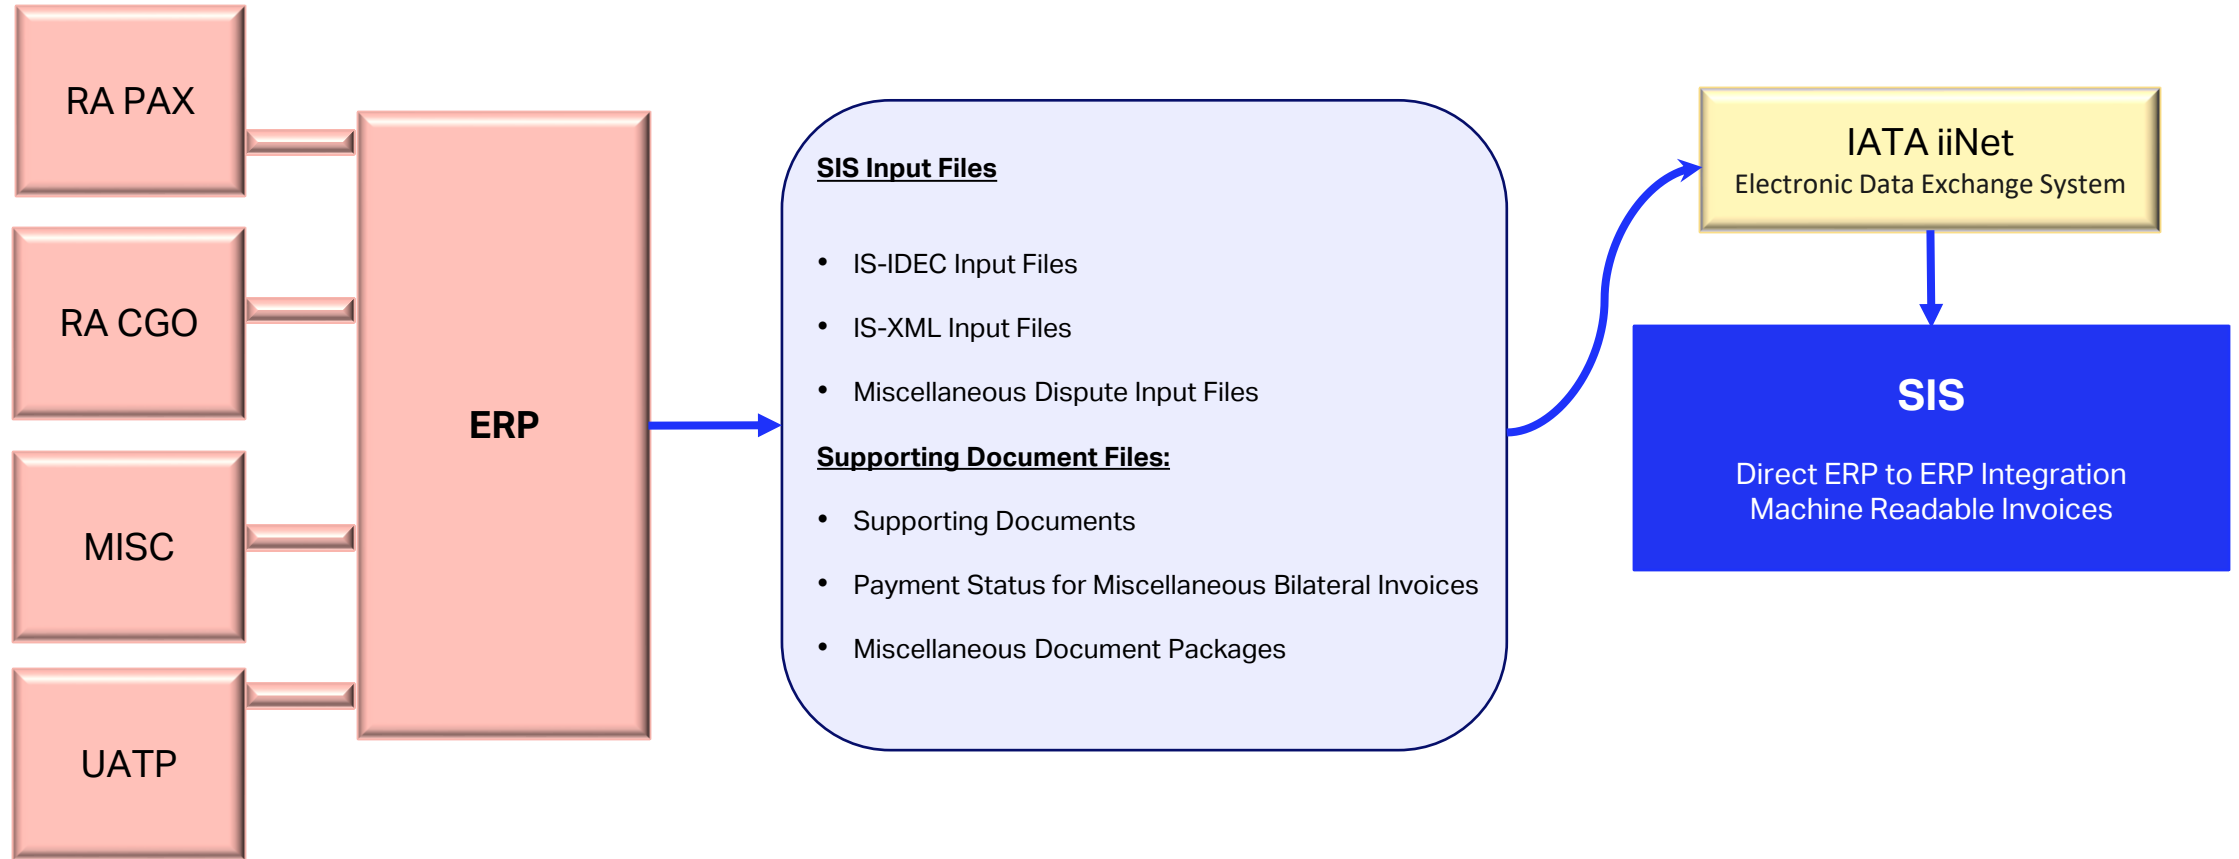 RA PAX
RA CGO
MISC
UATP
ERP
SIS Input Files
• IS-IDEC Input Files
• IS-XML Input Files
• Miscellaneous Dispute Input Files
Supporting Document Files:
• Supporting Documents
• Payment Status for Miscellaneous Bilateral Invoices
• Miscellaneous Document Packages
IATA iiNet
Electronic Data Exchange System
SIS
Direct ERP to ERP Integration
Machine Readable Invoices